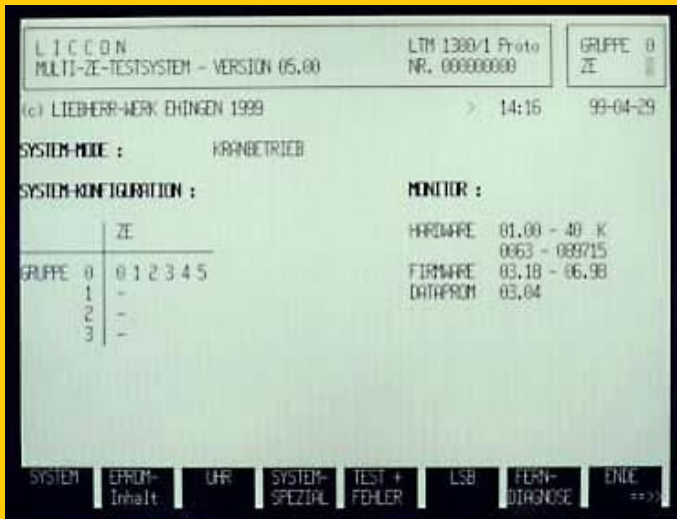 LICCON
MULTI-ZE-TESTSYSTEM - VERSION 05.00
LTM 1300/1 Proto
NR. 000000000
GRUPPE 0
ZE
(c) LIEBHERR-WERK EHINGEN 1999
> 14:16 99-04-29
SYSTEM-MODE : KRANBETRIEB
SYSTEM-KONFIGURATION :
ZE
GRUPPE 0 0 1 2 3 4 5
1 -
2 -
3 -
MONITOR :
HARDWARE 01.00 - 40 K
0063 - 089715
FIRMWARE 03.18 - 06.98
DATAPROM 03.04
SYSTEM
EPROM-
Inhalt
UHR
SYSTEM-
SPEZIAL
TEST +
FEHLER
LSB
FERN-
DIAGNOSE
ENDE
==>>